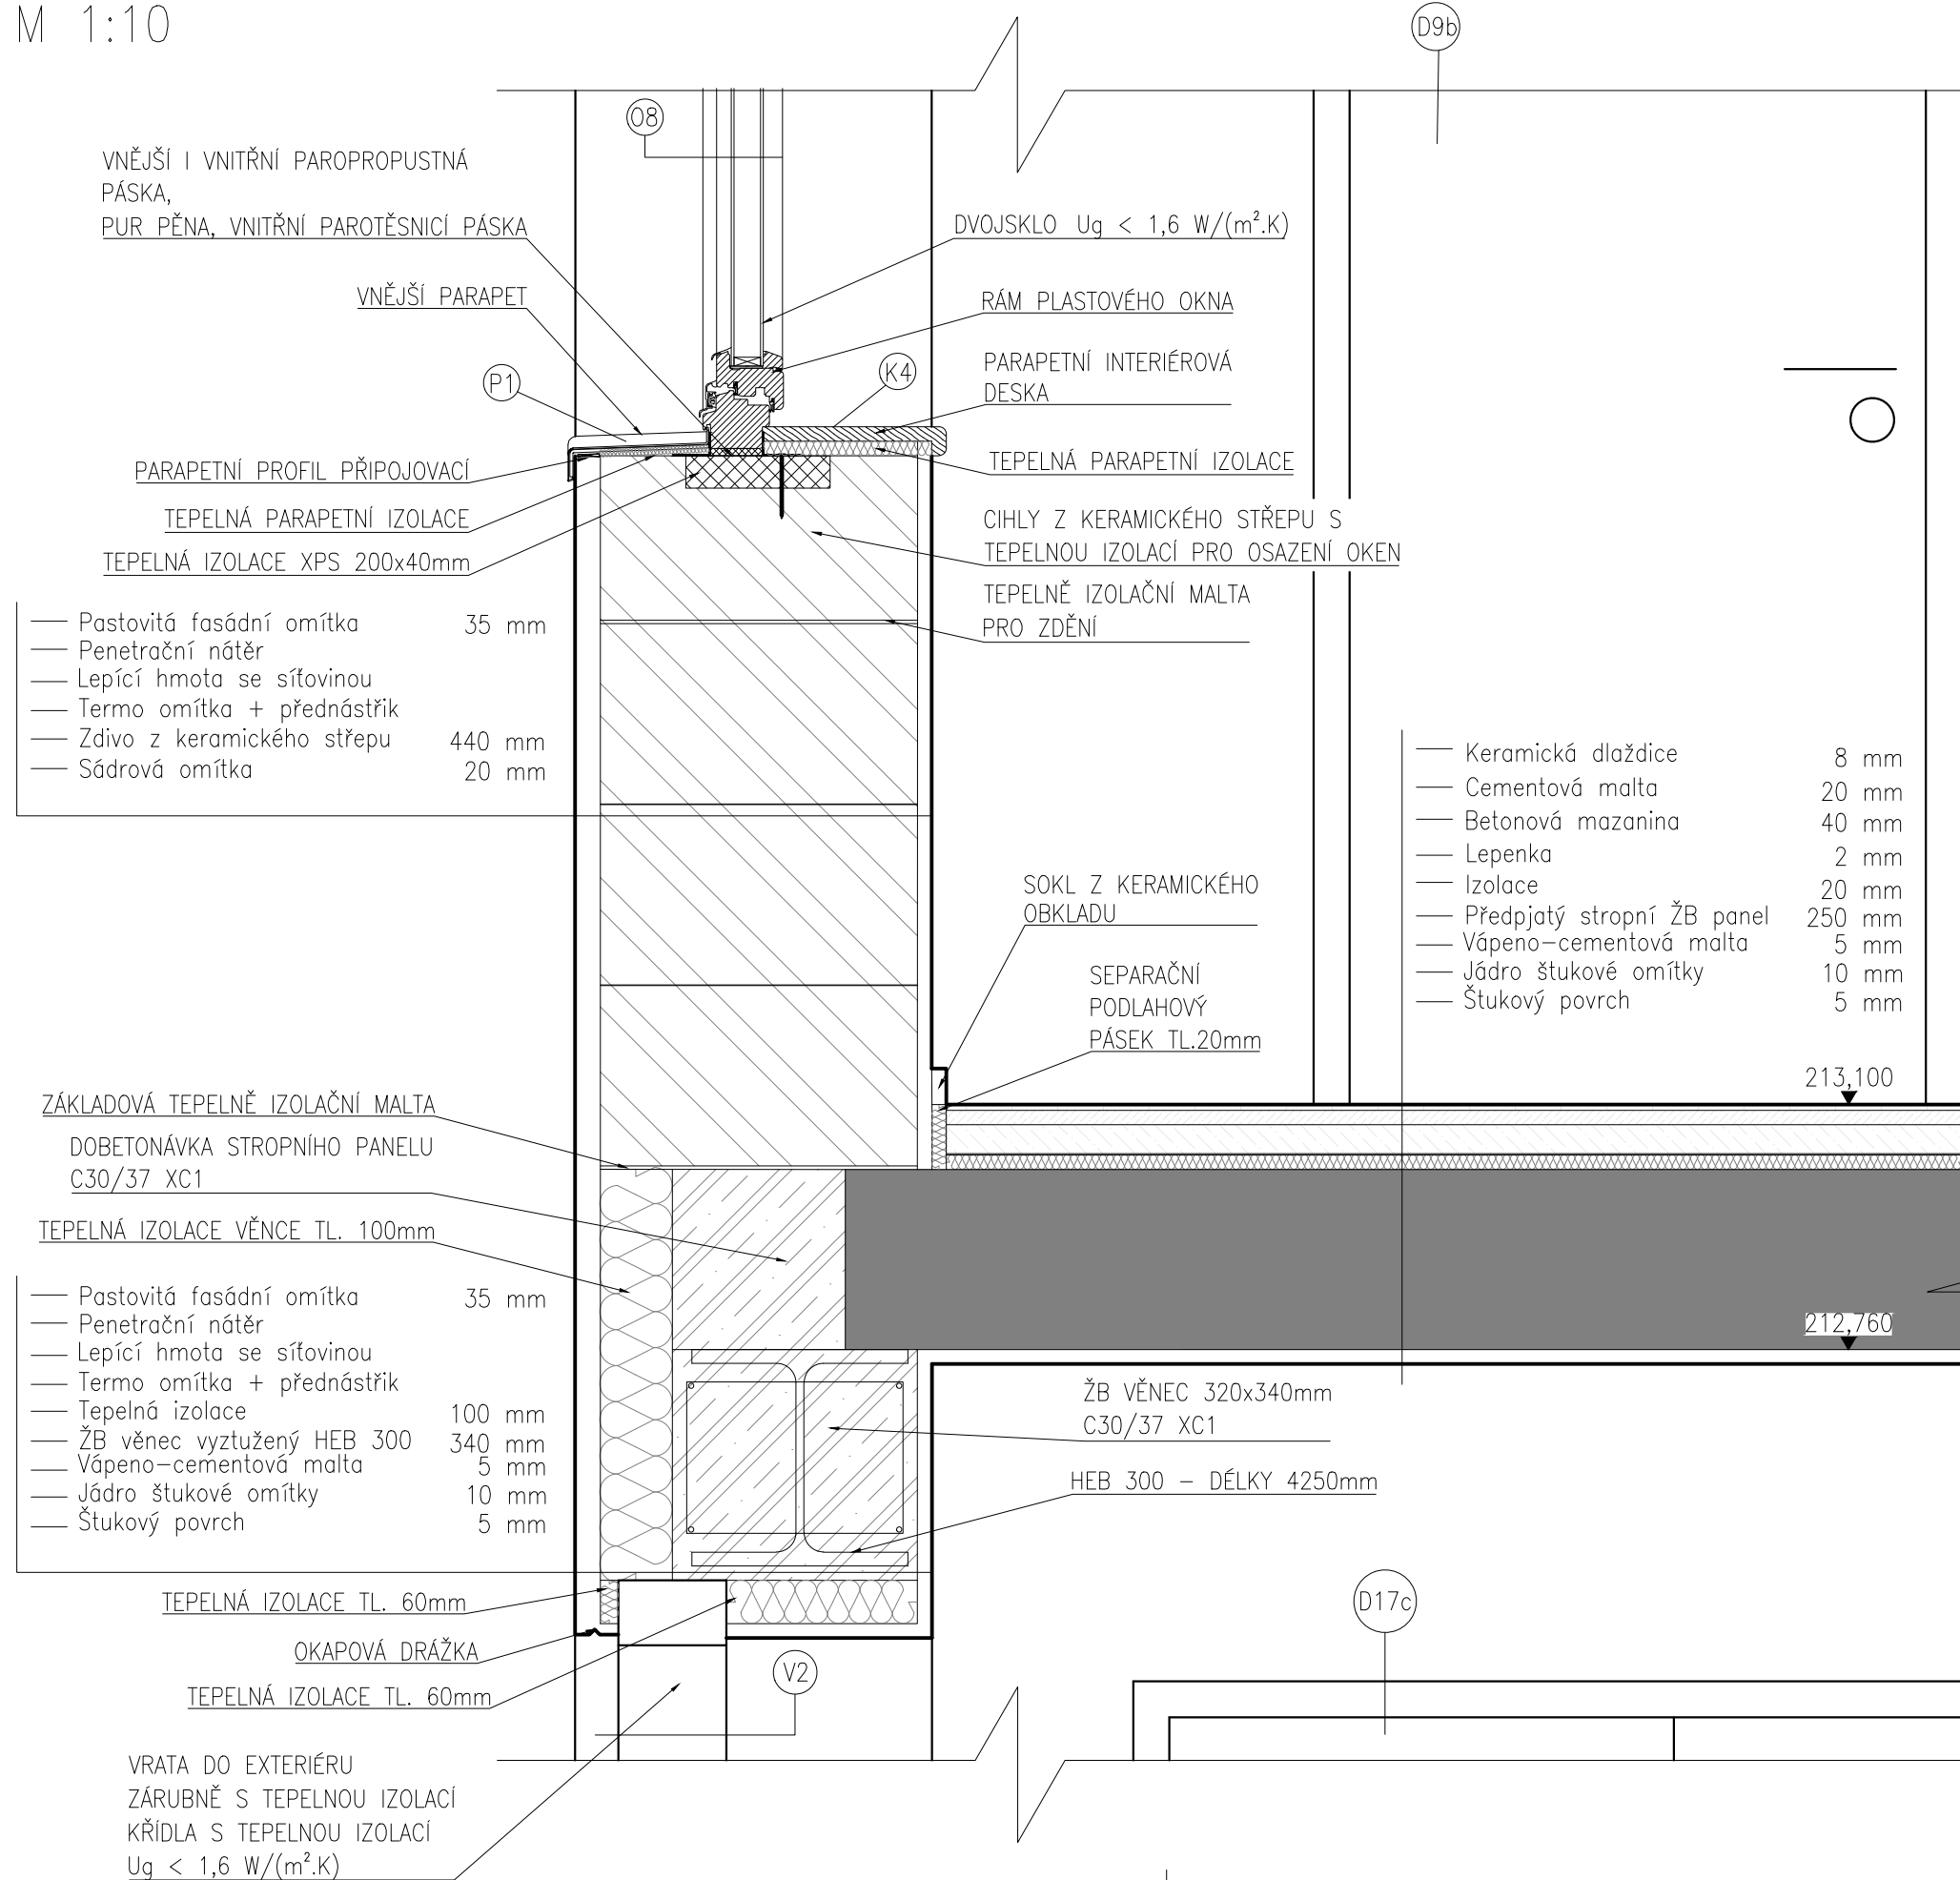 M 1:10
D9b
08
VNĚJŠÍ I VNITŘNÍ PAROPROPUSTNÁ
PÁSKA,
PUR PĚNA, VNITŘNÍ PAROTĚSNICÍ PÁSKA
VNĚJŠÍ PARAPET
P1
PARAPETNÍ PROFIL PŘIPOJOVACÍ
TEPELNÁ PARAPETNÍ IZOLACE
TEPELNÁ IZOLACE XPS 200x40mm
DVOJSKLO Ug < 1,6 W/(m².K)
RÁM PLASTOVÉHO OKNA
PARAPETNÍ INTERIÉROVÁ
DESKA
K4
TEPELNÁ PARAPETNÍ IZOLACE
CIHLY Z KERAMICKÉHO STŘEPU S
TEPELNOU IZOLACÍ PRO OSAZENÍ OKEN
TEPELNĚ IZOLAČNÍ MALTA
PRO ZDĚNÍ
Pastovitá fasádní omítka 35 mm
Penetrační nátěr
Lepící hmota se síťovinou
Termo omítka + přednástřik
Zdivo z keramického střepu 440 mm
Sádrová omítka 20 mm
Keramická dlaždice 8 mm
Cementová malta 20 mm
Betonová mazanina 40 mm
Lepenka 2 mm
Izolace 20 mm
Předpjatý stropní ŽB panel 250 mm
Vápeno-cementová malta 5 mm
Jádro štukové omítky 10 mm
Štukový povrch 5 mm
SOKL Z KERAMICKÉHO
OBKLADU
SEPARAČNÍ
PODLAHOVÝ
PÁSEK TL.20mm
213,100
ZÁKLADOVÁ TEPELNĚ IZOLAČNÍ MALTA
DOBETONÁVKA STROPNÍHO PANELU
C30/37 XC1
TEPELNÁ IZOLACE VĚNCE TL. 100mm
212,760
Pastovitá fasádní omítka 35 mm
Penetrační nátěr
Lepící hmota se síťovinou
Termo omítka + přednástřik
Tepelná izolace 100 mm
ŽB věnec vyztužený HEB 300 340 mm
Vápeno-cementová malta 5 mm
Jádro štukové omítky 10 mm
Štukový povrch 5 mm
ŽB VĚNEC 320x340mm
C30/37 XC1
HEB 300 - DÉLKY 4250mm
TEPELNÁ IZOLACE TL. 60mm
OKAPOVÁ DRÁŽKA
TEPELNÁ IZOLACE TL. 60mm
D17c
V2
VRATA DO EXTERIÉRU
ZÁRUBNĚ S TEPELNOU IZOLACÍ
KŘÍDLA S TEPELNOU IZOLACÍ
Ug < 1,6 W/(m².K)